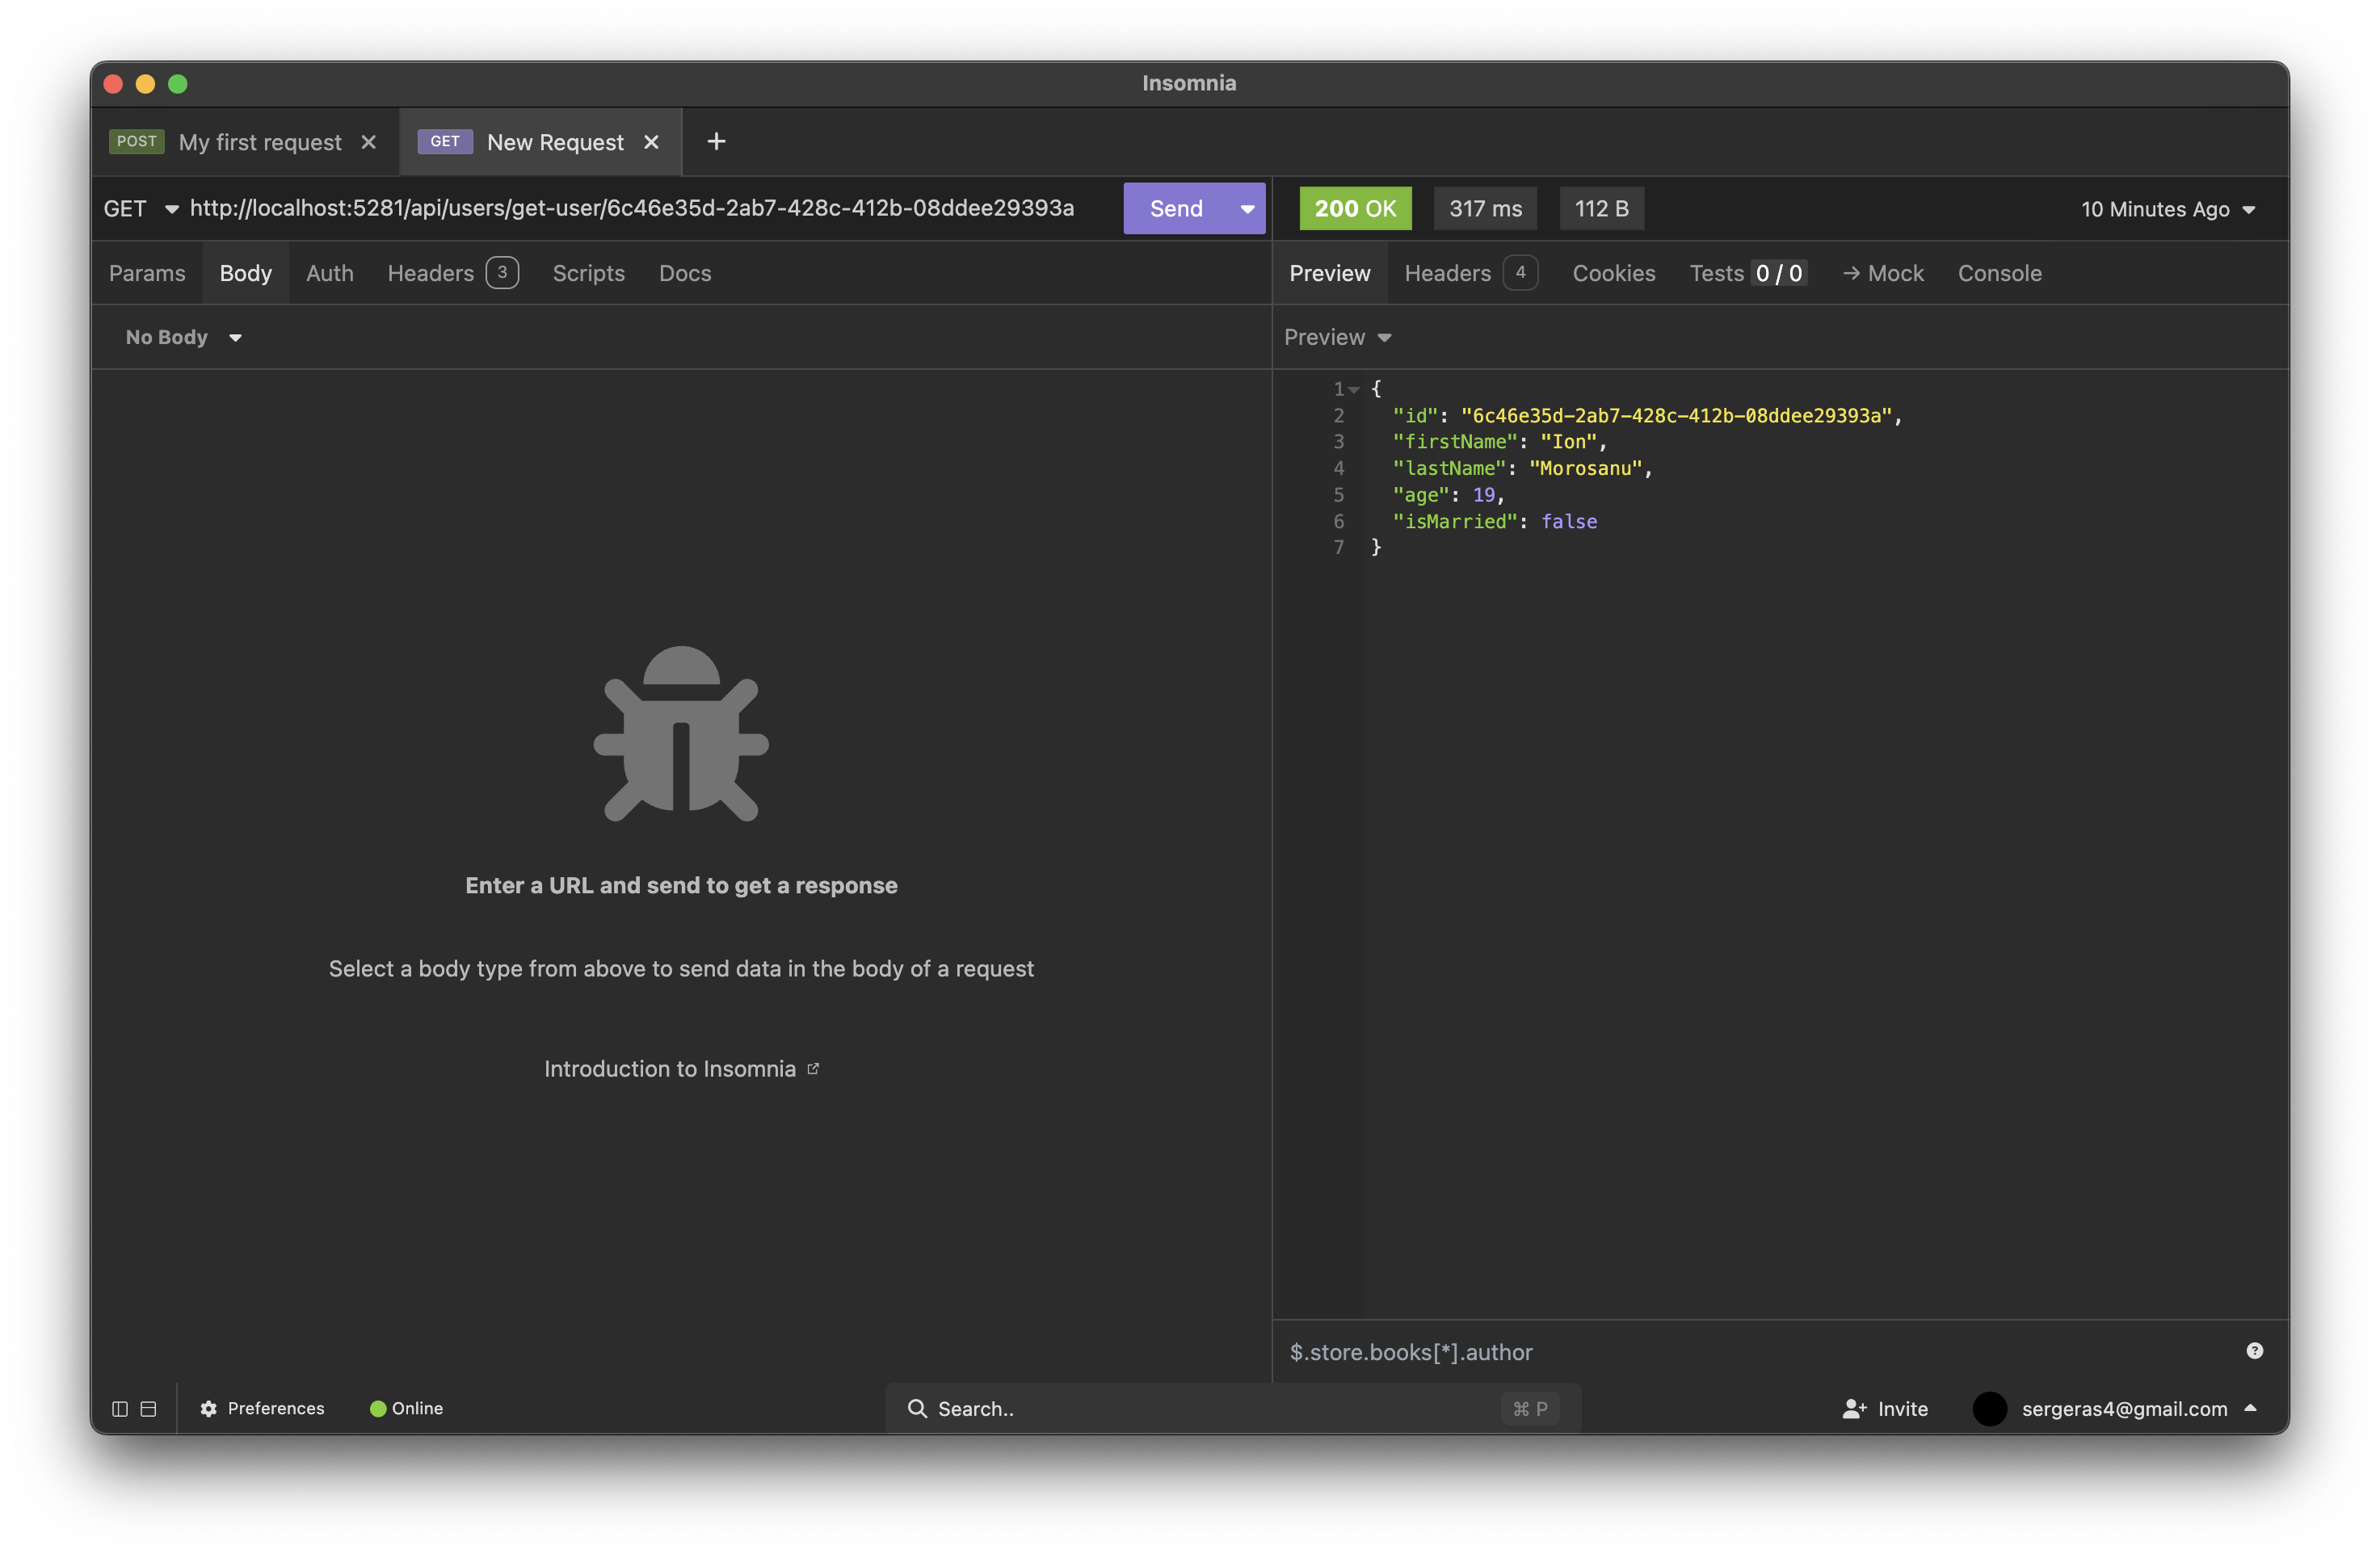 Insomnia
POST My first request
GET New Request
GET http://localhost:5281/api/users/get-user/6c46e35d-2ab7-428c-412b-08ddee29393a Send
200 OK 317 ms 112 B 10 Minutes Ago
Params Body Auth Headers 3 Scripts Docs
Preview Headers 4 Cookies Tests 0 / 0 → Mock Console
No Body
Preview
1 {
2 "id": "6c46e35d-2ab7-428c-412b-08ddee29393a",
3 "firstName": "Ion",
4 "lastName": "Morosanu",
5 "age": 19,
6 "isMarried": false
7 }
Enter a URL and send to get a response
Select a body type from above to send data in the body of a request
Introduction to Insomnia
$.store.books[*].author
Preferences Online Search.. ⌘ P Invite sergeras4@gmail.com